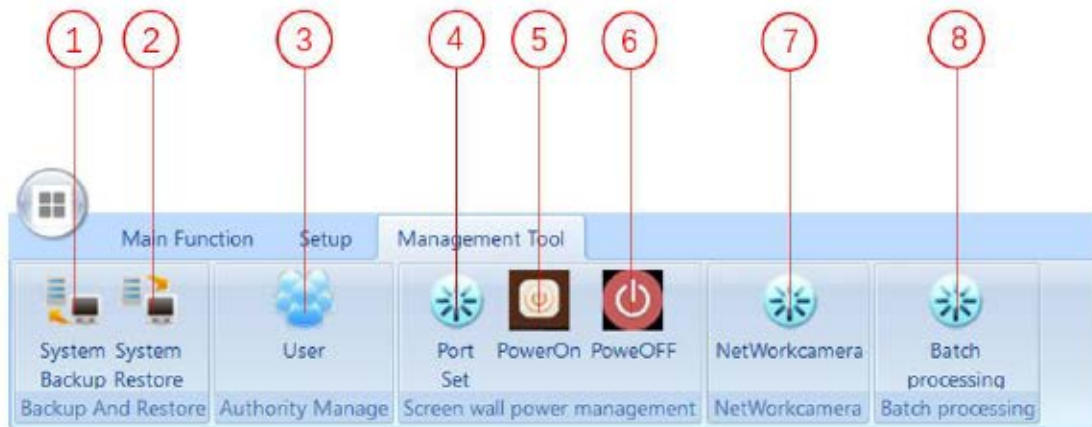 1 2 3 4 5 6 7 8
Main Function Setup Management Tool
System Backup
System Restore
User
Port Set
PowerOn
PoweOFF
NetWorkcamera
Batch processing
Backup And Restore Authority Manage Screen wall power management NetWorkcamera Batch processing